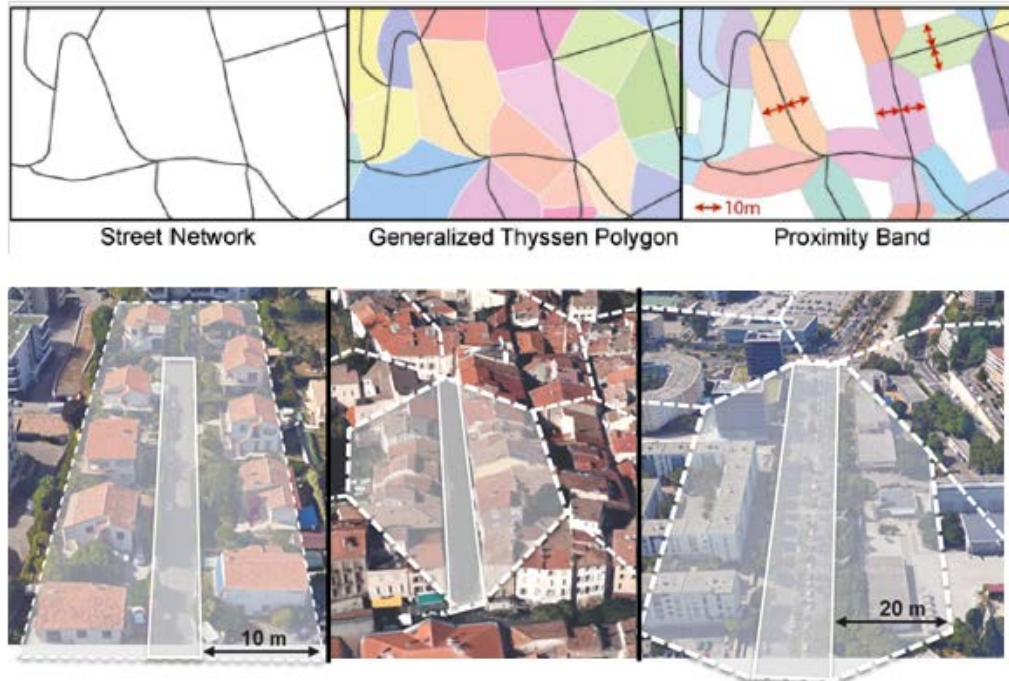 10m
Street Network
Generalized Thyssen Polygon
Proximity Band
10 m
20 m